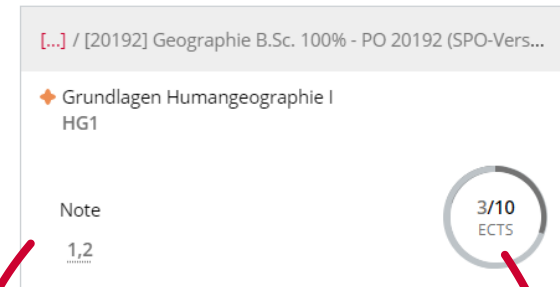 [...] / [20192] Geographie B.Sc. 100% - PO 20192 (SPO-Vers...
Grundlagen Humangeographie I
HG1
Note
3/10
ECTS
1,2